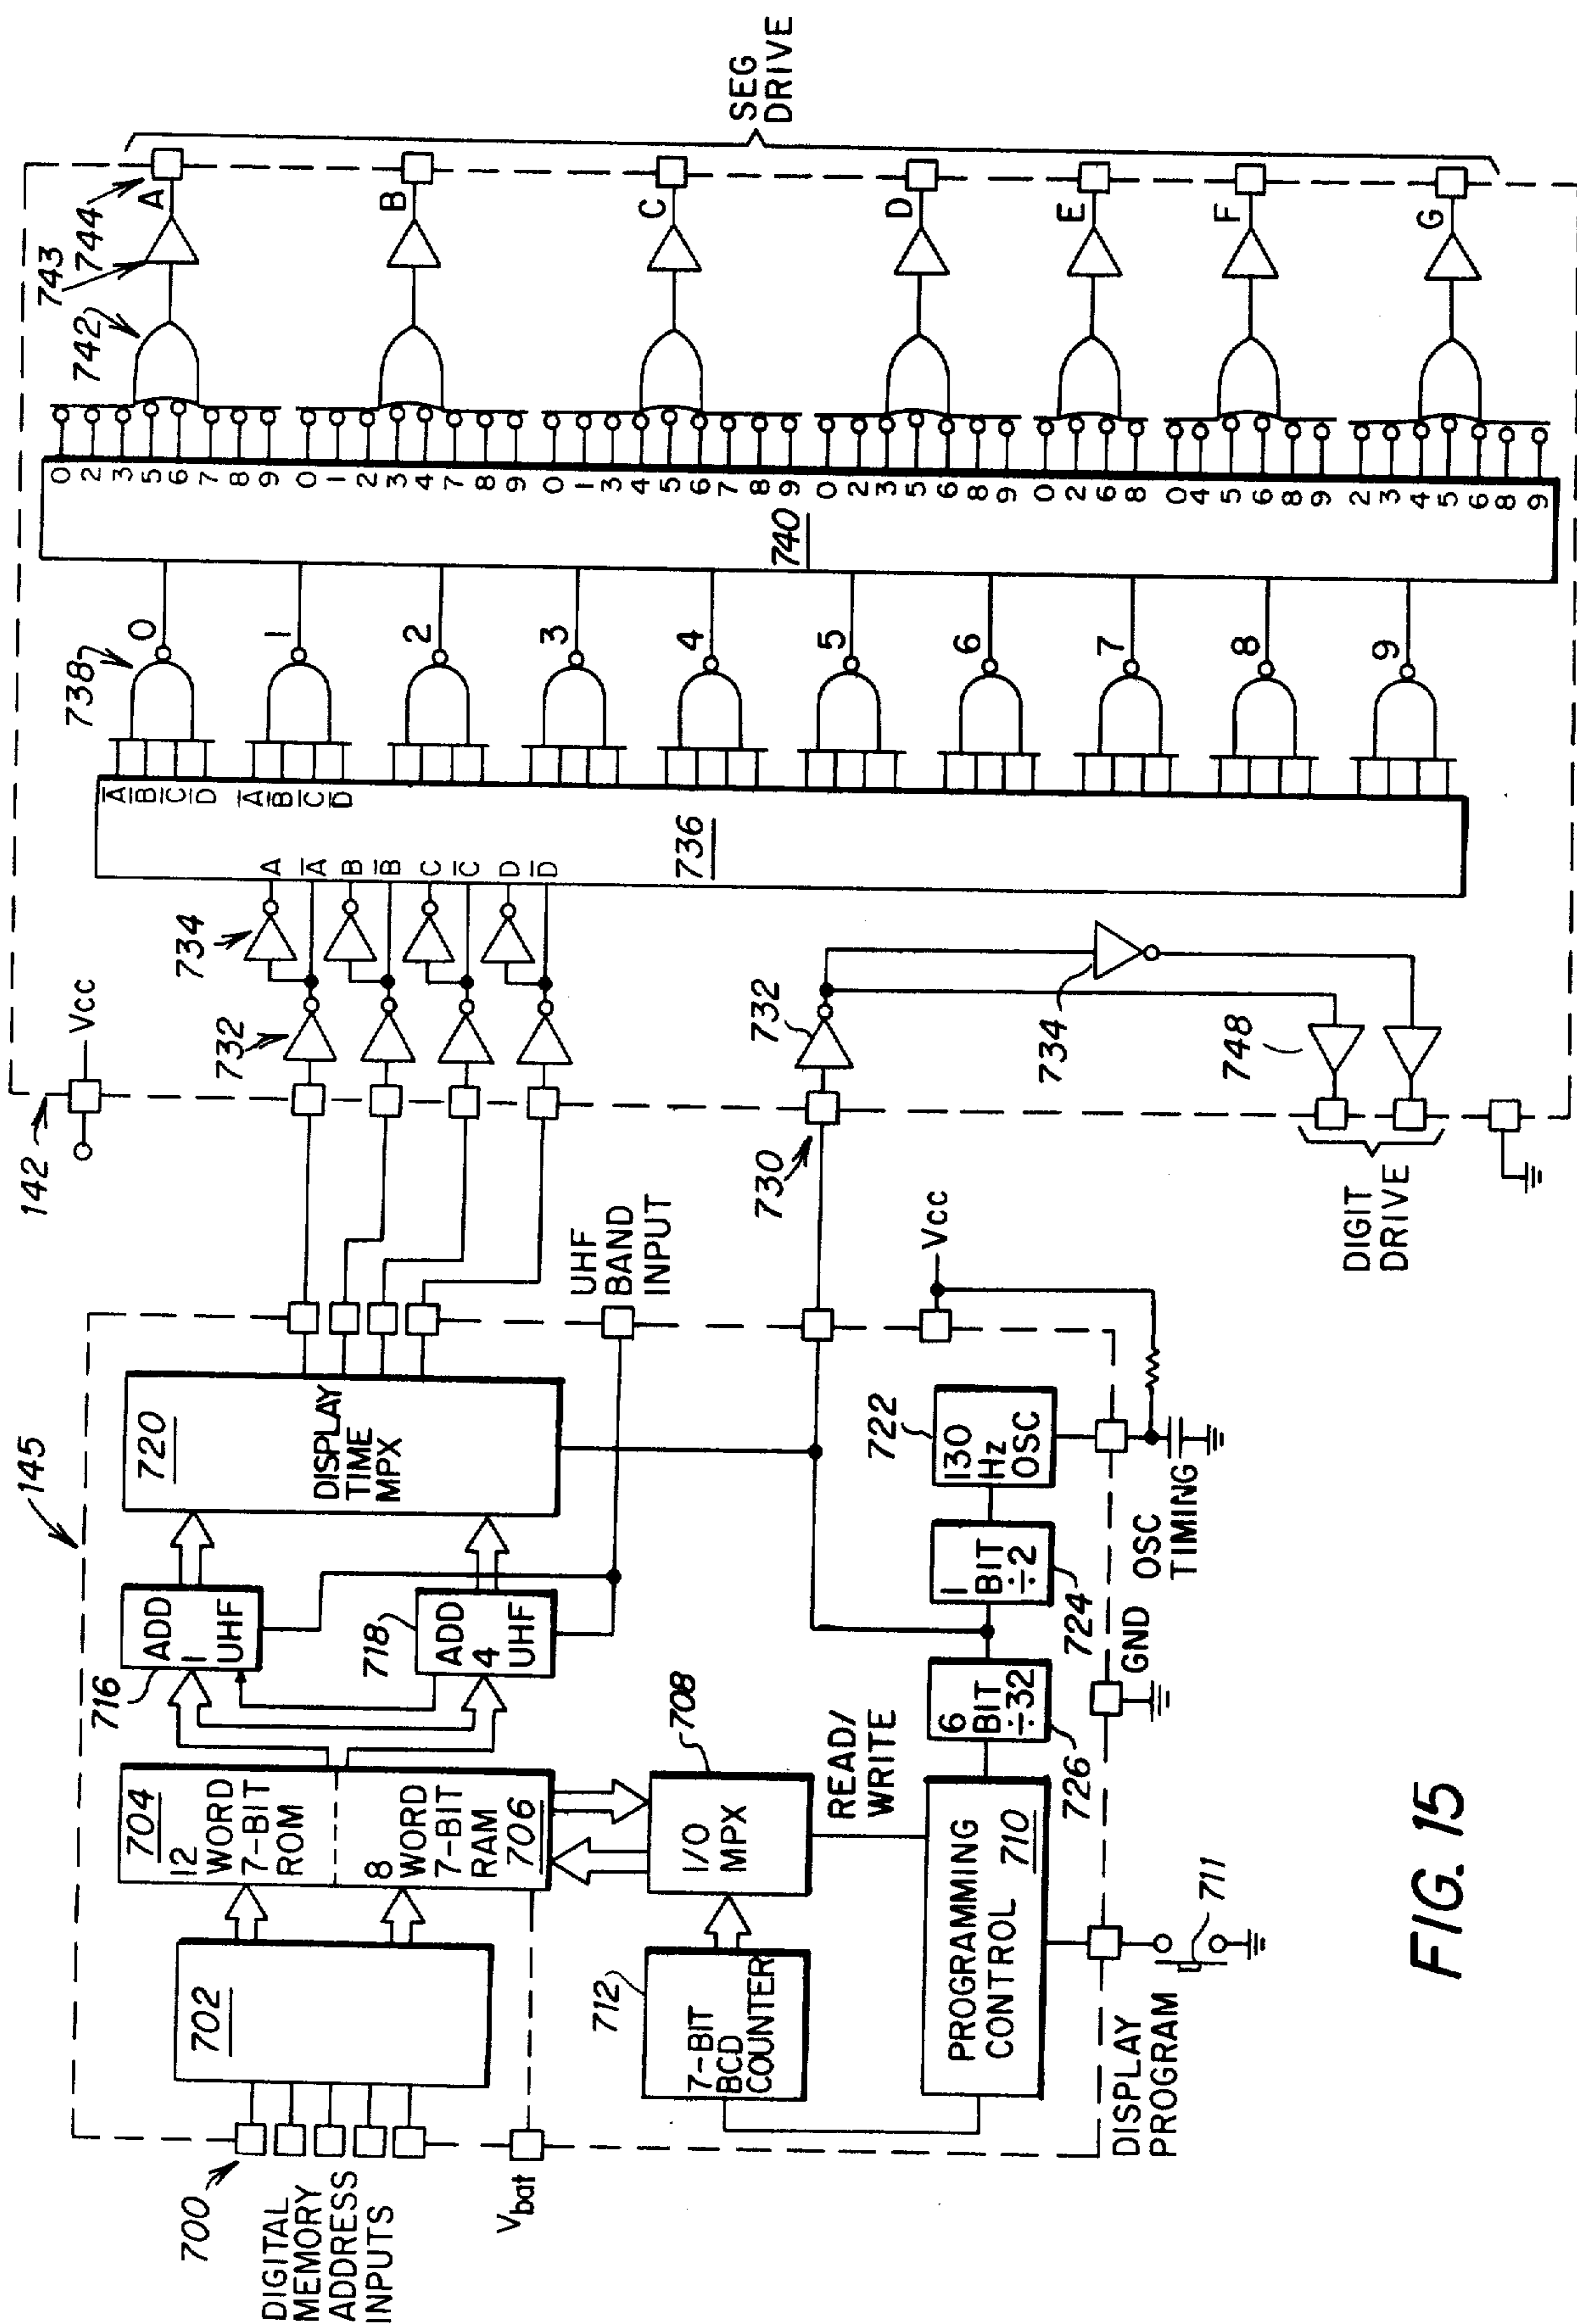 142
Vcc
732
734
A
A̅
B
B̅
C
C̅
D
D̅
736
A̅
B̅
C̅
D̅
A̅
B̅
C̅
D
738
0
1
2
3
4
5
6
7
8
9
740
0
2
3
5
6
7
8
9
0
1
2
3
4
7
8
9
0
1
3
4
5
6
7
8
9
0
2
3
5
6
8
9
0
2
6
8
0
4
5
6
8
9
2
3
4
5
6
8
9
742
743
744
A
B
C
D
E
F
G
SEG
DRIVE
730
732
734
748
DIGIT
DRIVE
145
700
DIGITAL
MEMORY
ADDRESS
INPUTS
702
704
12
WORD
7-BIT
ROM
8
WORD
7-BIT
RAM
706
Vbat
716
ADD
1
UHF
718
ADD
4
UHF
720
DISPLAY
TIME
MPX
UHF
BAND
INPUT
708
I/O
MPX
712
7-BIT
BCD
COUNTER
READ/
WRITE
PROGRAMMING
CONTROL
710
6
BIT
÷32
726
1
BIT
÷2
724
722
130
Hz
OSC
Vcc
DISPLAY
PROGRAM
711
GND
OSC
TIMING
FIG. 15